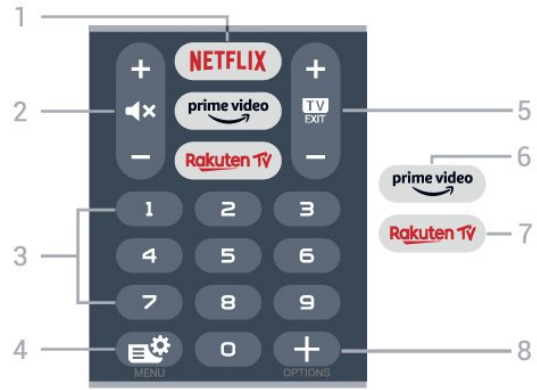 1
+ NETFLIX +
2 prime video TV EXIT 5
6
- Rakuten TV - prime video
1 2 3
Rakuten TV 7
3 4 5 6
7 8 9
4 0 + 8
MENU OPTIONS